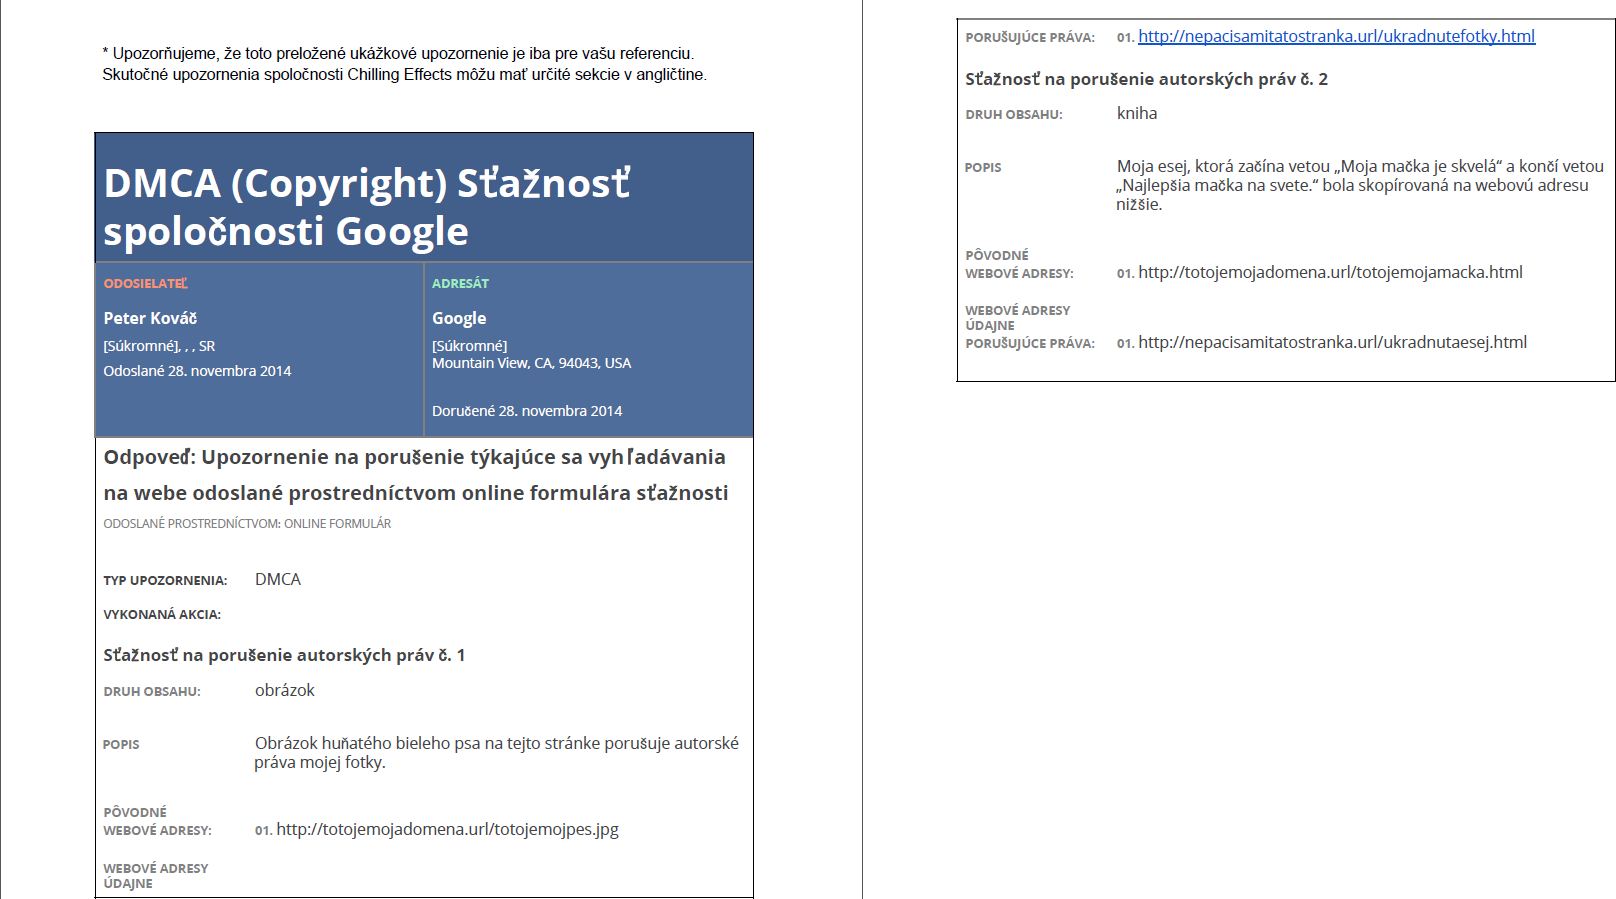 * Upozorňujeme, že toto preložené ukážkové upozornenie je iba pre vašu referenciu.
Skutočné upozornenia spoločnosti Chilling Effects môžu mať určité sekcie v angličtine.
DMCA (Copyright) Sťažnosť
spoločnosti Google
ODOSIELATEĽ
Peter Kováč
[Súkromné], , , SR
Odoslané 28. novembra 2014
ADRESÁT
Google
[Súkromné]
Mountain View, CA, 94043, USA
Doručené 28. novembra 2014
Odpoveď: Upozornenie na porušenie týkajúce sa vyhľadávania
na webe odoslané prostredníctvom online formulára sťažnosti
ODOSLANÉ PROSTREDNÍCTVOM: ONLINE FORMULÁR
TYP UPOZORNENIA: DMCA
VYKONANÁ AKCIA:
Sťažnosť na porušenie autorských práv č. 1
DRUH OBSAHU: obrázok
POPIS Obrázok huňatého bieleho psa na tejto stránke porušuje autorské
práva mojej fotky.
PÔVODNÉ
WEBOVÉ ADRESY: 01. http://totojemojadomena.url/totojemojpes.jpg
WEBOVÉ ADRESY
ÚDAJNE
PORUŠUJÚCE PRÁVA: 01. http://nepacisamitatostranka.url/ukradnutefotky.html
Sťažnosť na porušenie autorských práv č. 2
DRUH OBSAHU: kniha
POPIS Moja esej, ktorá začína vetou „Moja mačka je skvelá“ a končí vetou
„Najlepšia mačka na svete.“ bola skopírovaná na webovú adresu
nižšie.
PÔVODNÉ
WEBOVÉ ADRESY: 01. http://totojemojadomena.url/totojemojamacka.html
WEBOVÉ ADRESY
ÚDAJNE
PORUŠUJÚCE PRÁVA: 01. http://nepacisamitatostranka.url/ukradnutaesej.html